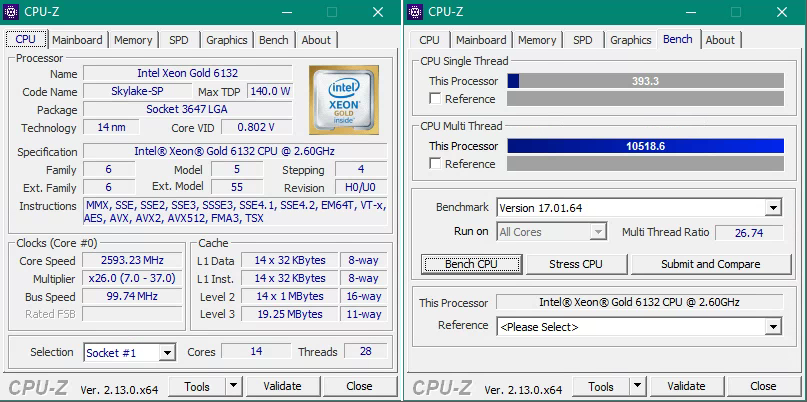 CPU-Z
CPU Mainboard Memory SPD Graphics Bench About
Processor
Name Intel Xeon Gold 6132
Code Name Skylake-SP Max TDP 140.0 W
Package Socket 3647 LGA
Technology 14 nm Core VID 0.802 V
intel
XEON
GOLD
inside
Specification Intel® Xeon® Gold 6132 CPU @ 2.60GHz
Family 6 Model 5 Stepping 4
Ext. Family 6 Ext. Model 55 Revision H0/U0
Instructions MMX, SSE, SSE2, SSE3, SSSE3, SSE4.1, SSE4.2, EM64T, VT-x,
AES, AVX, AVX2, AVX512, FMA3, TSX
Clocks (Core #0)
Core Speed 2593.23 MHz
Multiplier x26.0 (7.0 - 37.0)
Bus Speed 99.74 MHz
Rated FSB
Cache
L1 Data 14 x 32 KBytes 8-way
L1 Inst. 14 x 32 KBytes 8-way
Level 2 14 x 1 MBytes 16-way
Level 3 19.25 MBytes 11-way
Selection Socket #1 Cores 14 Threads 28
CPU-Z Ver. 2.13.0.x64 Tools Validate Close
CPU-Z
CPU Mainboard Memory SPD Graphics Bench About
CPU Single Thread
This Processor 393.3
Reference
CPU Multi Thread
This Processor 10518.6
Reference
Benchmark Version 17.01.64
Run on All Cores Multi Thread Ratio 26.74
Bench CPU Stress CPU Submit and Compare
This Processor Intel® Xeon® Gold 6132 CPU @ 2.60GHz
Reference <Please Select>
CPU-Z Ver. 2.13.0.x64 Tools Validate Close